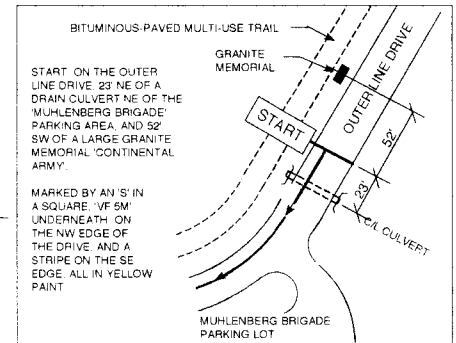 BITUMINOUS-PAVED MULTI-USE TRAIL
GRANITE
MEMORIAL
START ON THE OUTER
LINE DRIVE, 23' NE OF A
DRAIN CULVERT NE OF THE
'MUHLENBERG BRIGADE'
PARKING AREA, AND 52'
SW OF A LARGE GRANITE
MEMORIAL 'CONTINENTAL
ARMY'.
MARKED BY AN 'S' IN
A SQUARE, 'VF 5M'
UNDERNEATH ON
THE NW EDGE OF
THE DRIVE, AND A
STRIPE ON THE SE
EDGE, ALL IN YELLOW
PAINT
OUTER LINE DRIVE
START
52'
23'
C/L CULVERT
MUHLENBERG BRIGADE
PARKING LOT